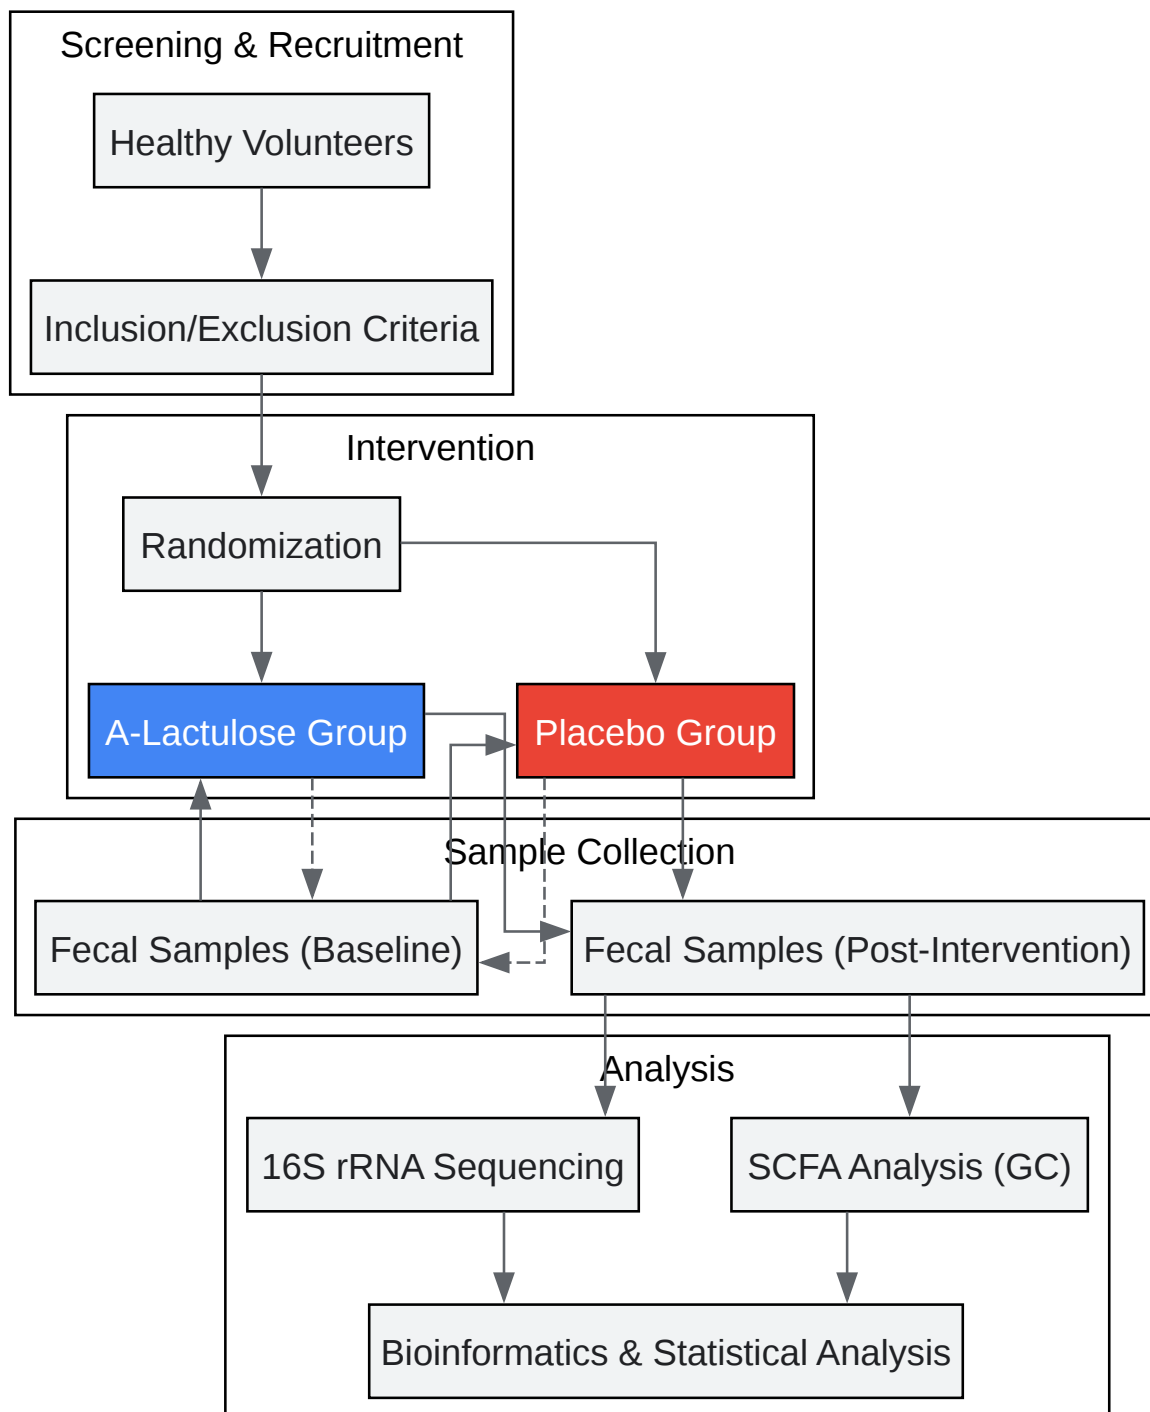 Screening & Recruitment
Healthy Volunteers
Inclusion/Exclusion Criteria
Intervention
Randomization
A-Lactulose Group
Placebo Group
Sample Collection
Fecal Samples (Baseline)
Fecal Samples (Post-Intervention)
Analysis
16S rRNA Sequencing
SCFA Analysis (GC)
Bioinformatics & Statistical Analysis